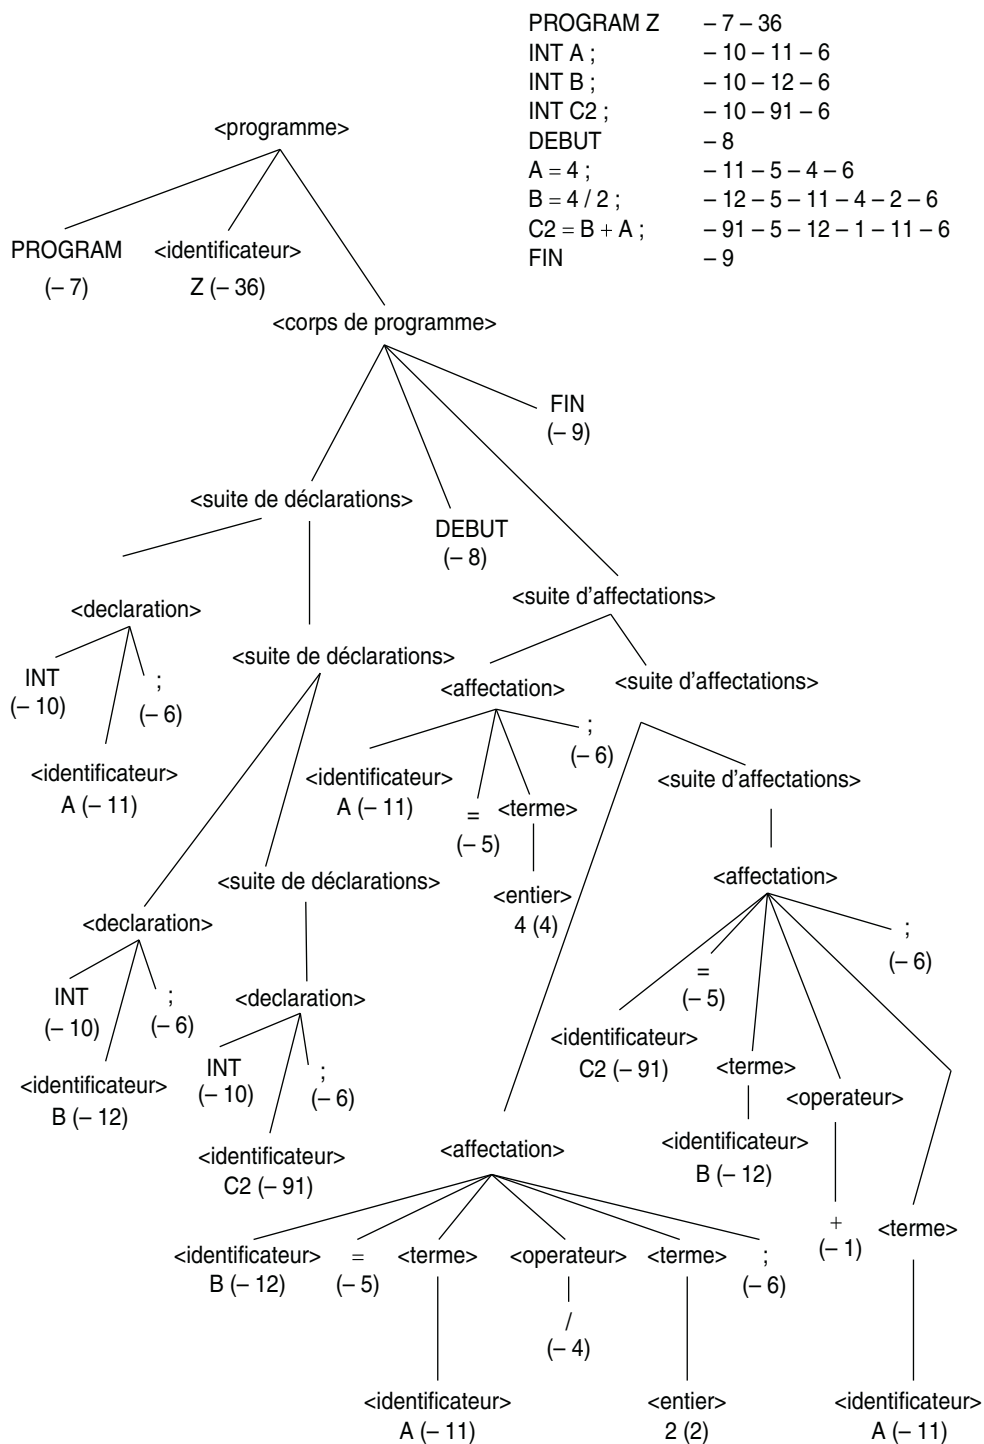 PROGRAM Z – 7 – 36
INT A ; – 10 – 11 – 6
INT B ; – 10 – 12 – 6
INT C2 ; – 10 – 91 – 6
DEBUT – 8
A = 4 ; – 11 – 5 – 4 – 6
B = 4 / 2 ; – 12 – 5 – 11 – 4 – 2 – 6
C2 = B + A ; – 91 – 5 – 12 – 1 – 11 – 6
FIN – 9
<programme>
PROGRAM <identificateur>
(– 7) Z (– 36)
<corps de programme>
FIN
(– 9)
<suite de déclarations>
DEBUT
(– 8)
<suite d'affectations>
<declaration>
INT ;
(– 10) (– 6)
<identificateur>
A (– 11)
<suite de déclarations>
<affectation>
<suite d'affectations>
;
(– 6)
<identificateur>
A (– 11)
=
(– 5)
<terme>
<entier>
4 (4)
<suite d'affectations>
<affectation>
;
(– 6)
=
(– 5)
<identificateur>
C2 (– 91)
<terme>
<operateur>
<identificateur>
B (– 12)
+
(– 1)
<terme>
<identificateur>
A (– 11)
<suite de déclarations>
<declaration>
INT ;
(– 10) (– 6)
<identificateur>
B (– 12)
<declaration>
INT ;
(– 10) (– 6)
<identificateur>
C2 (– 91)
<affectation>
<identificateur> = <terme> <operateur> <terme> ;
B (– 12) (– 5) (– 6)
/
(– 4)
<identificateur> <entier>
A (– 11) 2 (2)